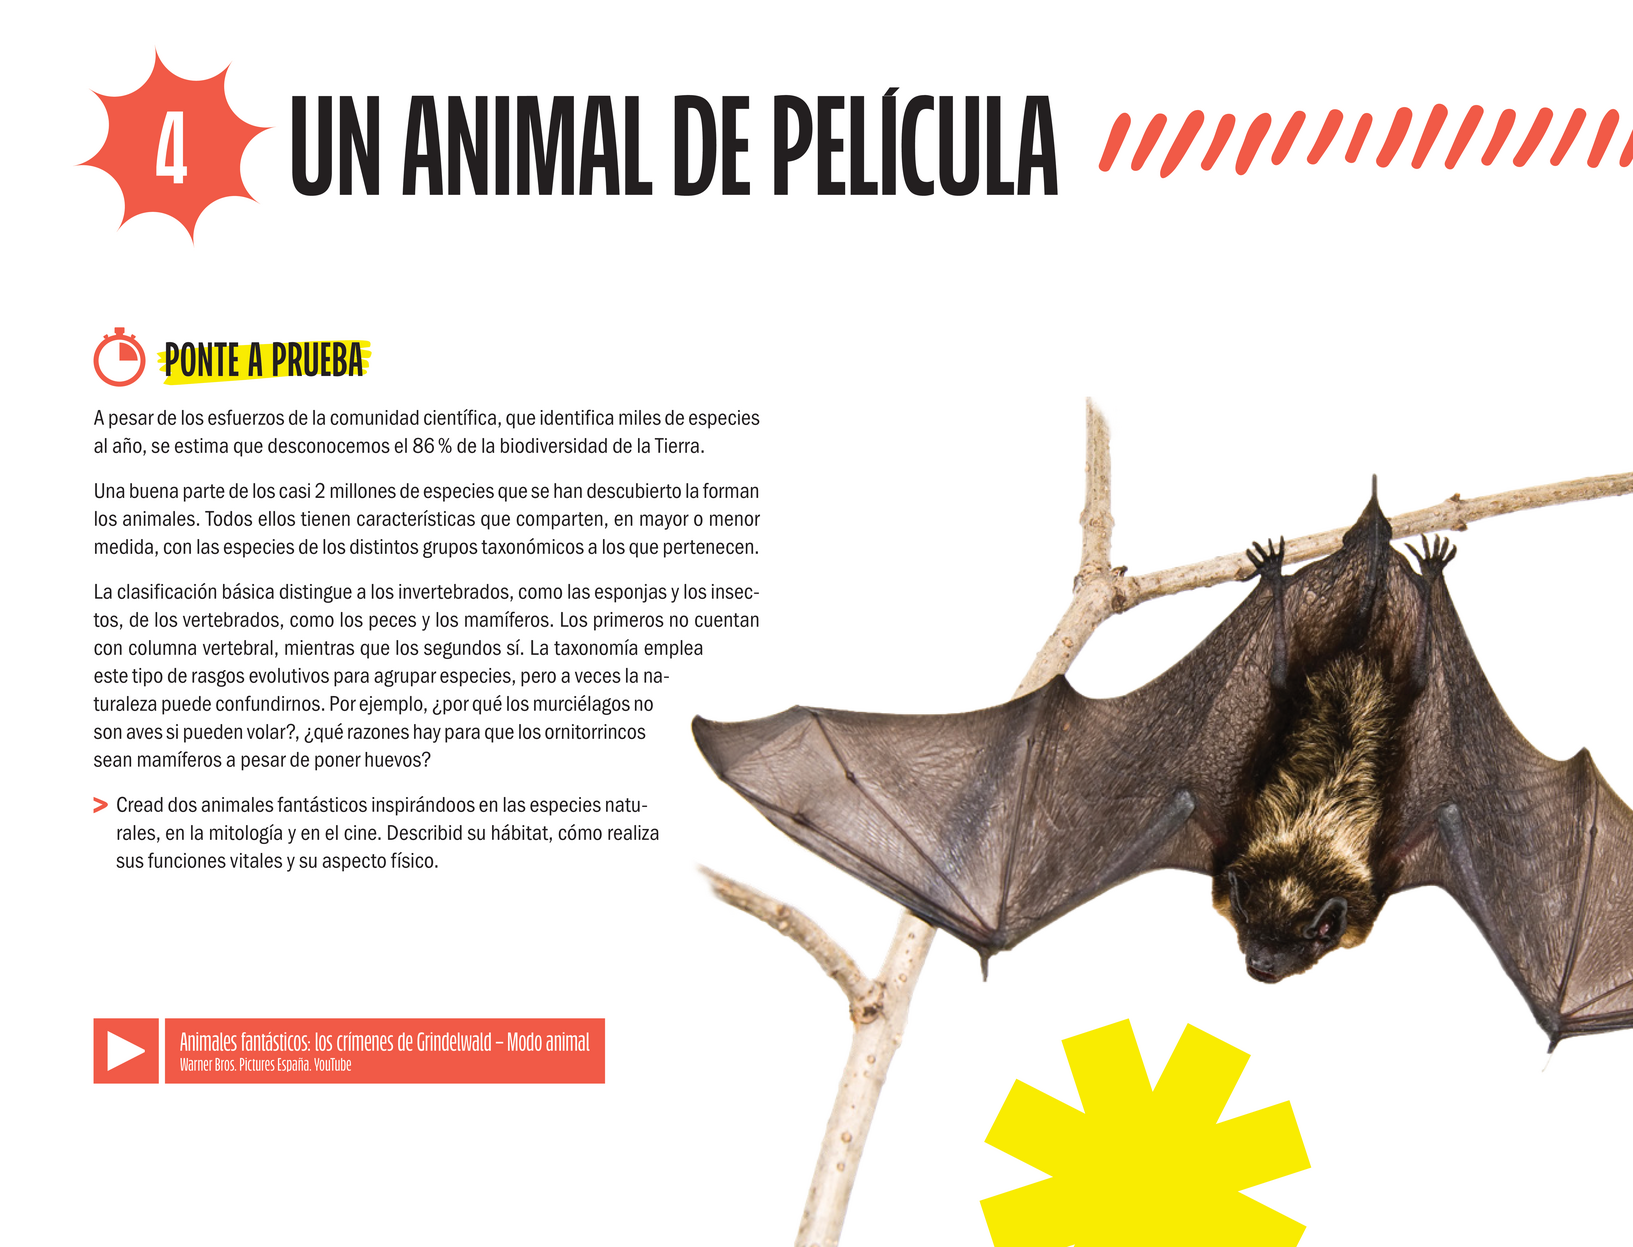 4
UN ANIMAL DE PELÍCULA
PONTE A PRUEBA
A pesar de los esfuerzos de la comunidad científica, que identifica miles de especies
al año, se estima que desconocemos el 86 % de la biodiversidad de la Tierra.
Una buena parte de los casi 2 millones de especies que se han descubierto la forman
los animales. Todos ellos tienen características que comparten, en mayor o menor
medida, con las especies de los distintos grupos taxonómicos a los que pertenecen.
La clasificación básica distingue a los invertebrados, como las esponjas y los insec-
tos, de los vertebrados, como los peces y los mamíferos. Los primeros no cuentan
con columna vertebral, mientras que los segundos sí. La taxonomía emplea
este tipo de rasgos evolutivos para agrupar especies, pero a veces la na-
turaleza puede confundirnos. Por ejemplo, ¿por qué los murciélagos no
son aves si pueden volar?, ¿qué razones hay para que los ornitorrincos
sean mamíferos a pesar de poner huevos?
> Cread dos animales fantásticos inspirándoos en las especies natu-
rales, en la mitología y en el cine. Describid su hábitat, cómo realiza
sus funciones vitales y su aspecto físico.
Animales fantásticos: los crímenes de Grindelwald – Modo animal
Warner Bros. Pictures España. YouTube